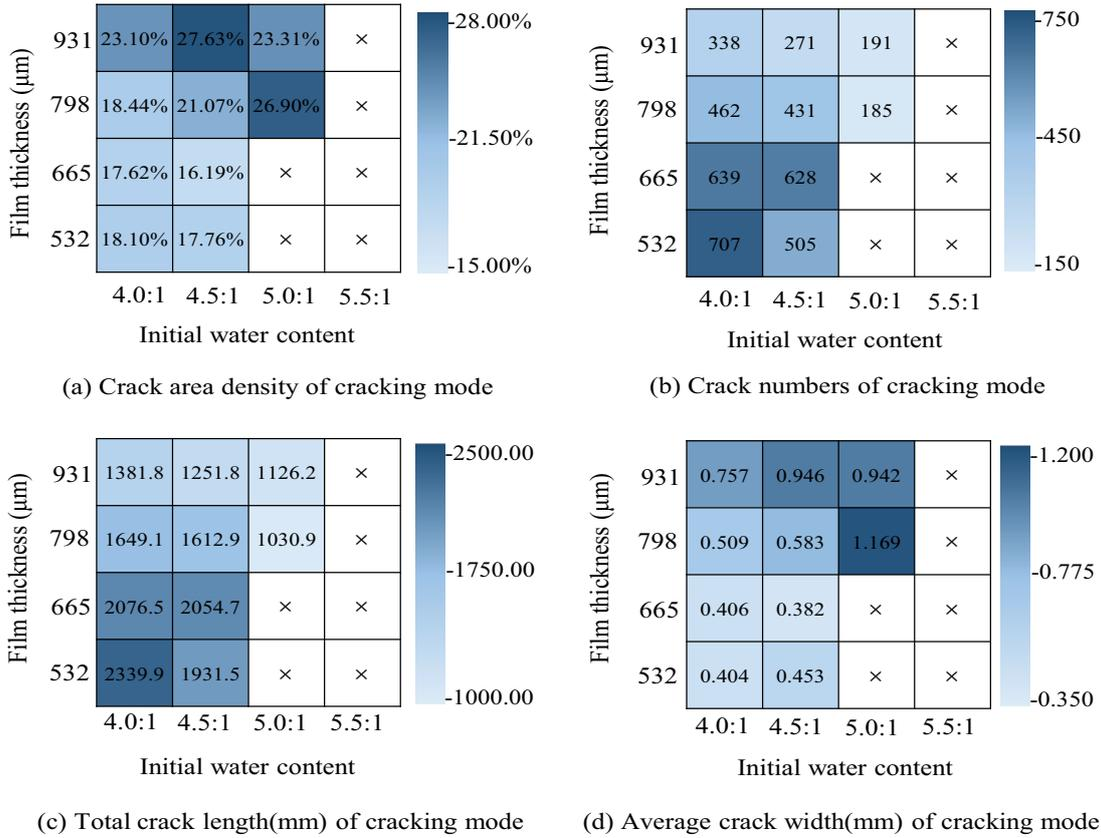 Film thickness (μm)
931 23.10% 27.63% 23.31% ×
798 18.44% 21.07% 26.90% ×
665 17.62% 16.19% × ×
532 18.10% 17.76% × ×
4.0:1 4.5:1 5.0:1 5.5:1
Initial water content
-28.00%
-21.50%
-15.00%
(a) Crack area density of cracking mode
Film thickness (μm)
931 338 271 191 ×
798 462 431 185 ×
665 639 628 × ×
532 707 505 × ×
4.0:1 4.5:1 5.0:1 5.5:1
Initial water content
-750
-450
-150
(b) Crack numbers of cracking mode
Film thickness (μm)
931 1381.8 1251.8 1126.2 ×
798 1649.1 1612.9 1030.9 ×
665 2076.5 2054.7 × ×
532 2339.9 1931.5 × ×
4.0:1 4.5:1 5.0:1 5.5:1
Initial water content
-2500.00
-1750.00
-1000.00
(c) Total crack length(mm) of cracking mode
Film thickness (μm)
931 0.757 0.946 0.942 ×
798 0.509 0.583 1.169 ×
665 0.406 0.382 × ×
532 0.404 0.453 × ×
4.0:1 4.5:1 5.0:1 5.5:1
Initial water content
-1.200
-0.775
-0.350
(d) Average crack width(mm) of cracking mode